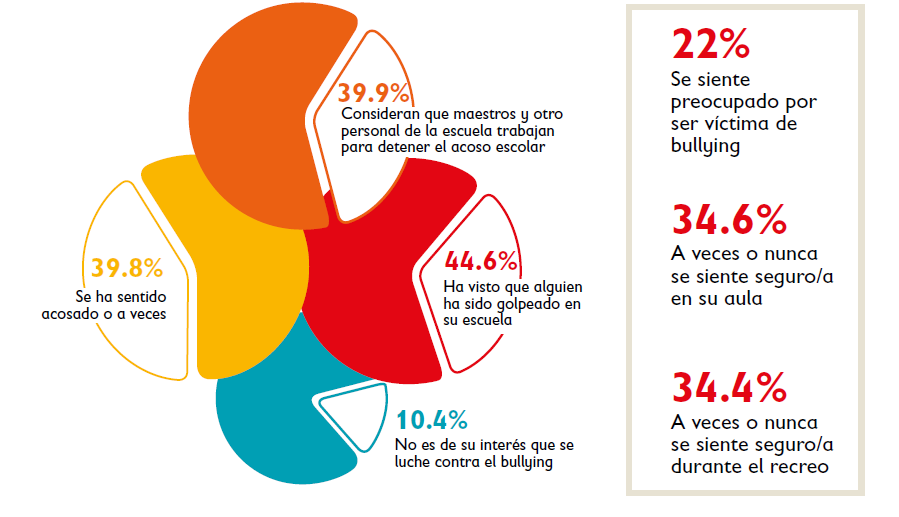 39.9%
Consideran que maestros y otro
personal de la escuela trabajan
para detener el acoso escolar
39.8%
Se ha sentido
acosado o a veces
44.6%
Ha visto que alguien
ha sido golpeado en
su escuela
10.4%
No es de su interés que se
luche contra el bullying
22%
Se siente
preocupado por
ser víctima de
bullying
34.6%
A veces o nunca
se siente seguro/a
en su aula
34.4%
A veces o nunca
se siente seguro/a
durante el recreo